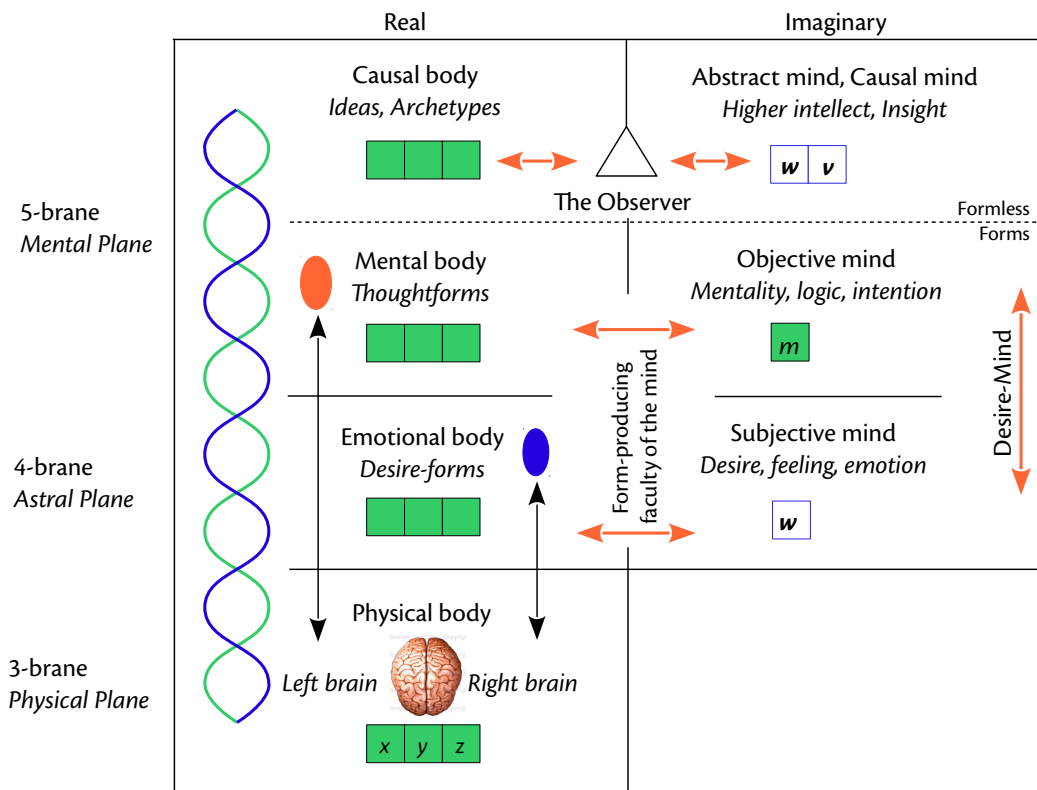 Real
Imaginary
Causal body
Ideas, Archetypes
Abstract mind, Causal mind
Higher intellect, Insight
w v
The Observer
Formless
Forms
5-brane
Mental Plane
Mental body
Thoughtforms
Objective mind
Mentality, logic, intention
m
Desire-Mind
Form-producing
faculty of the mind
4-brane
Astral Plane
Emotional body
Desire-forms
Subjective mind
Desire, feeling, emotion
w
3-brane
Physical Plane
Physical body
Left brain
Right brain
x y z